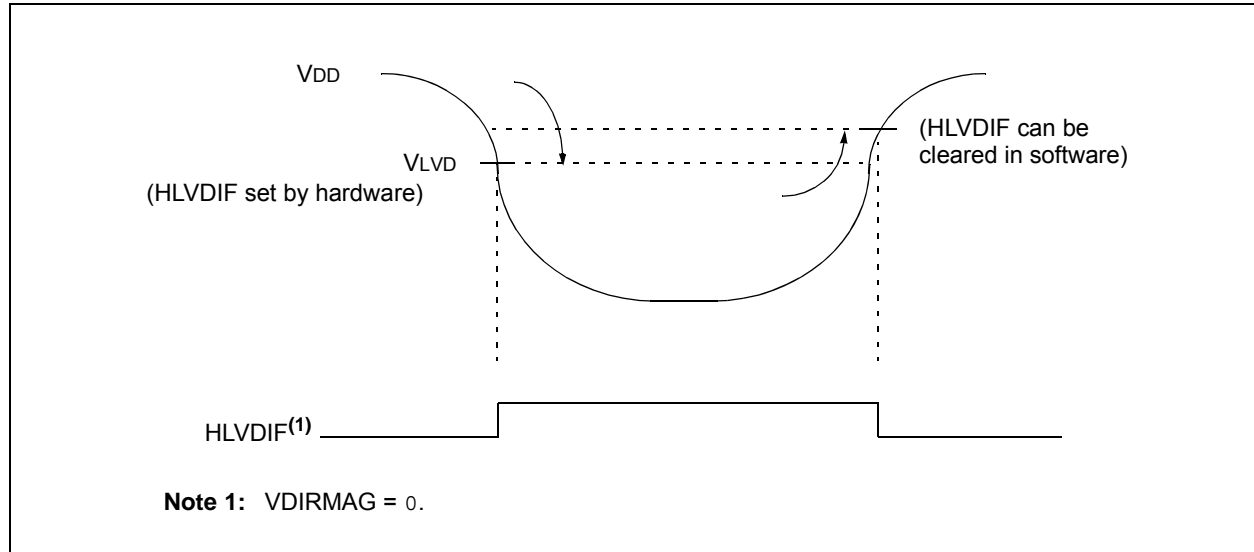 VDD
(HLVDIF can be
cleared in software)
VLVD
(HLVDIF set by hardware)
HLVDIF(1)
Note 1: VDIRMAG = 0.